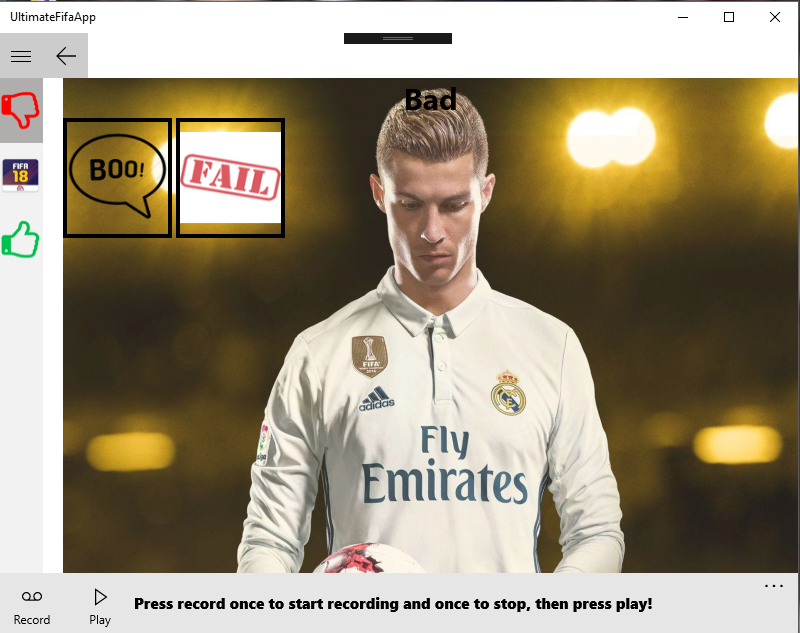 UltimateFifaApp
Bad
BOO!
FAIL
FIFA
18
FIFA
adidas
Fly
Emirates
Record
Play
Press record once to start recording and once to stop, then press play!